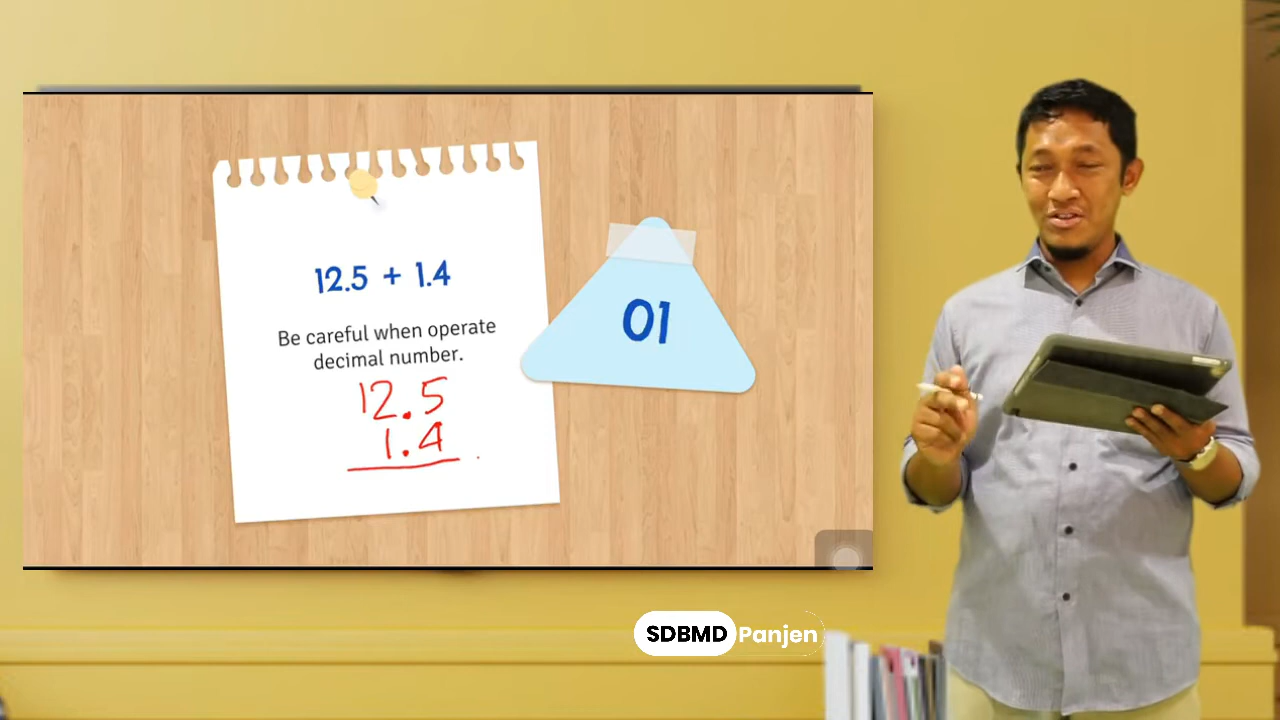 12.5 + 1.4
Be careful when operate
decimal number.
12.5
1.4
01
SDBMD Panjen